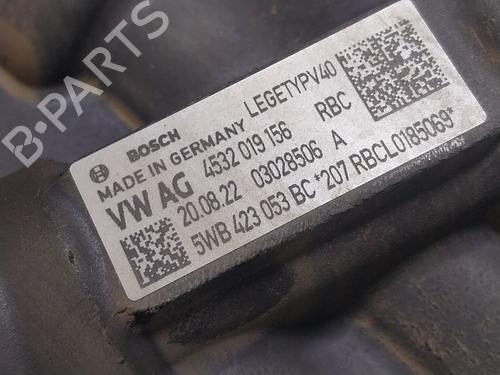 BOSCH
MADE IN GERMANY LEGETYPV40
VW AG 4532 019 156 RBC
20.08.22 03028506 A
5WB 423 053 BC *207 RBCL0185069*
B-PARTS